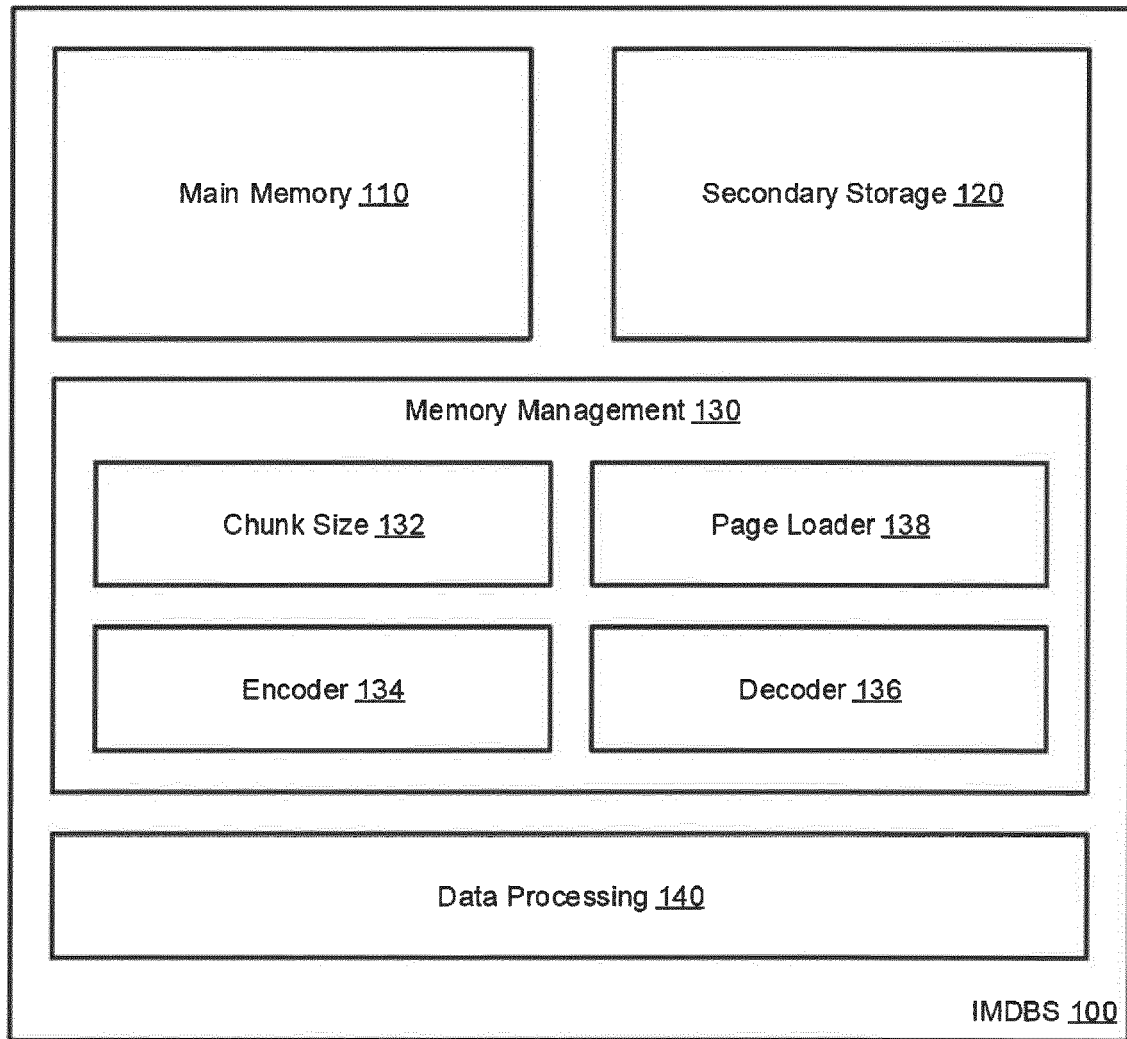 Main Memory 110
Secondary Storage 120
Memory Management 130
Chunk Size 132
Page Loader 138
Encoder 134
Decoder 136
Data Processing 140
IMDBS 100